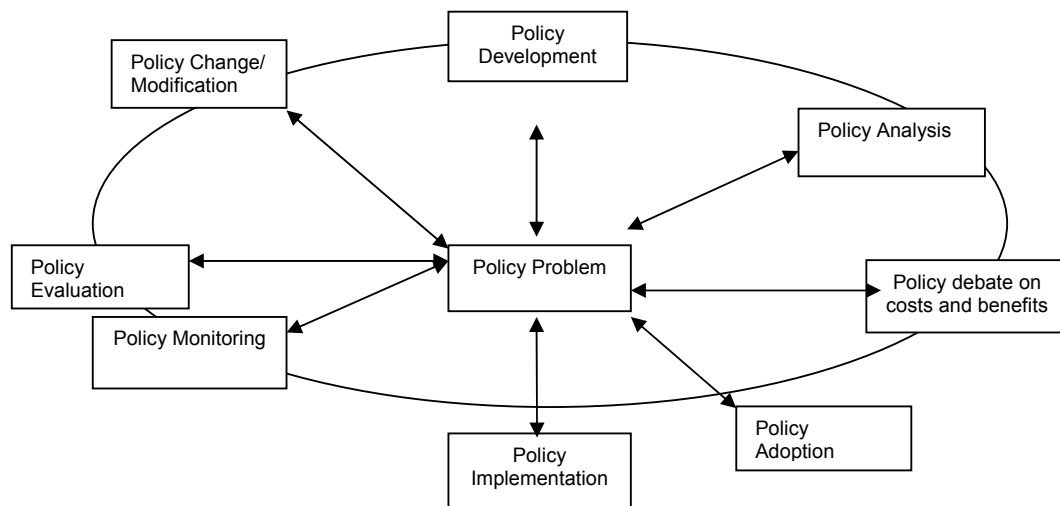 Policy
Development
Policy Change/
Modification
Policy Analysis
Policy Problem
Policy
Evaluation
Policy debate on
costs and benefits
Policy Monitoring
Policy
Adoption
Policy
Implementation